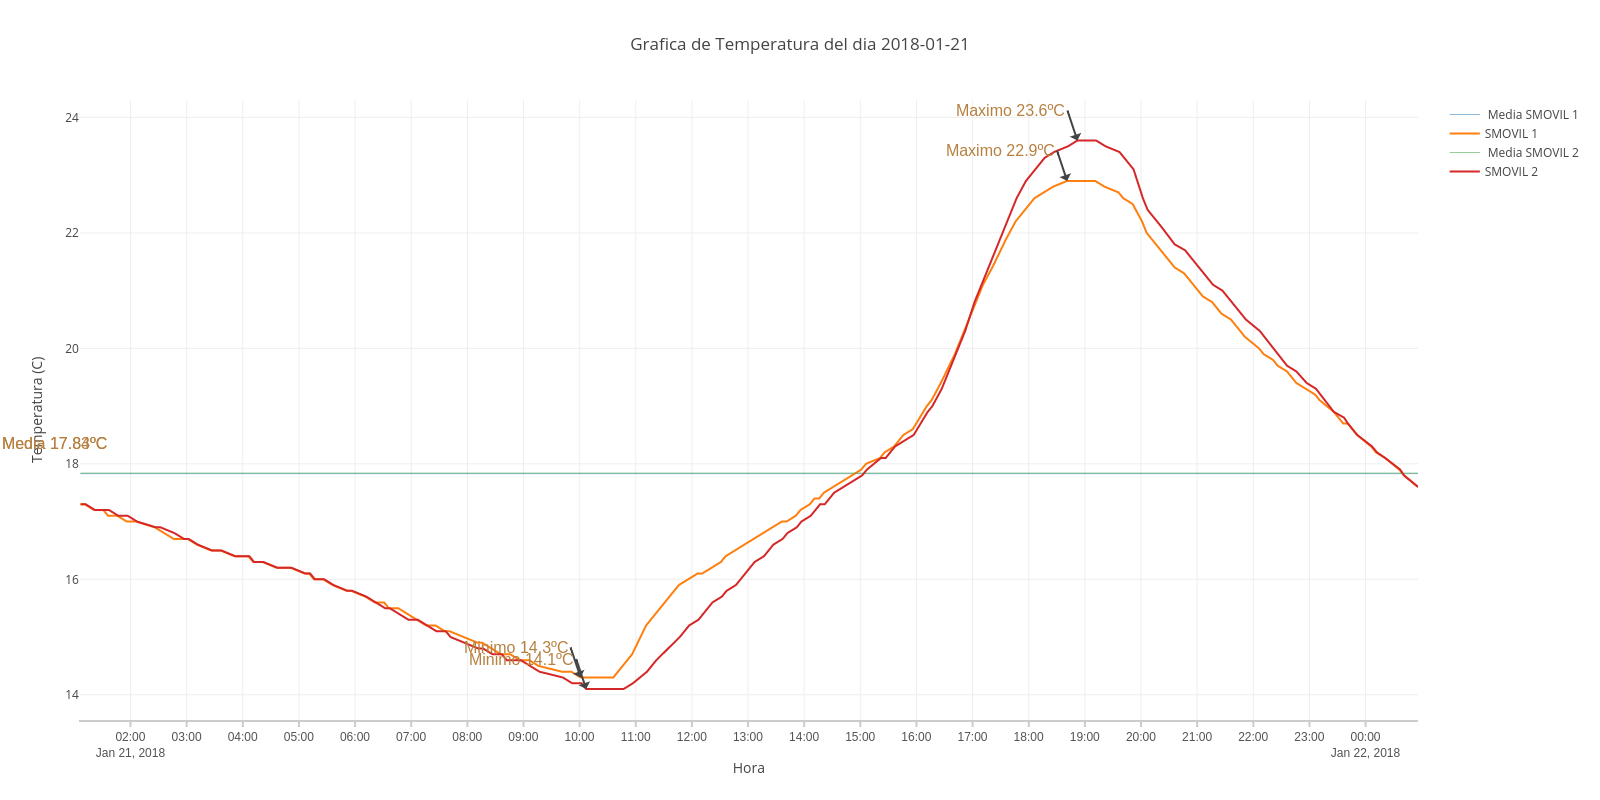 Grafica de Temperatura del dia 2018-01-21
Media SMOVIL 1
SMOVIL 1
Media SMOVIL 2
SMOVIL 2
Maximo 23.6ºC
Maximo 22.9ºC
Minimo 14.3ºC
Minimo 14.1ºC
Temperatura (C)
24
22
20
18
16
14
02:00 03:00 04:00 05:00 06:00 07:00 08:00 09:00 10:00 11:00 12:00 13:00 14:00 15:00 16:00 17:00 18:00 19:00 20:00 21:00 22:00 23:00 00:00
Jan 21, 2018 Jan 22, 2018
Hora